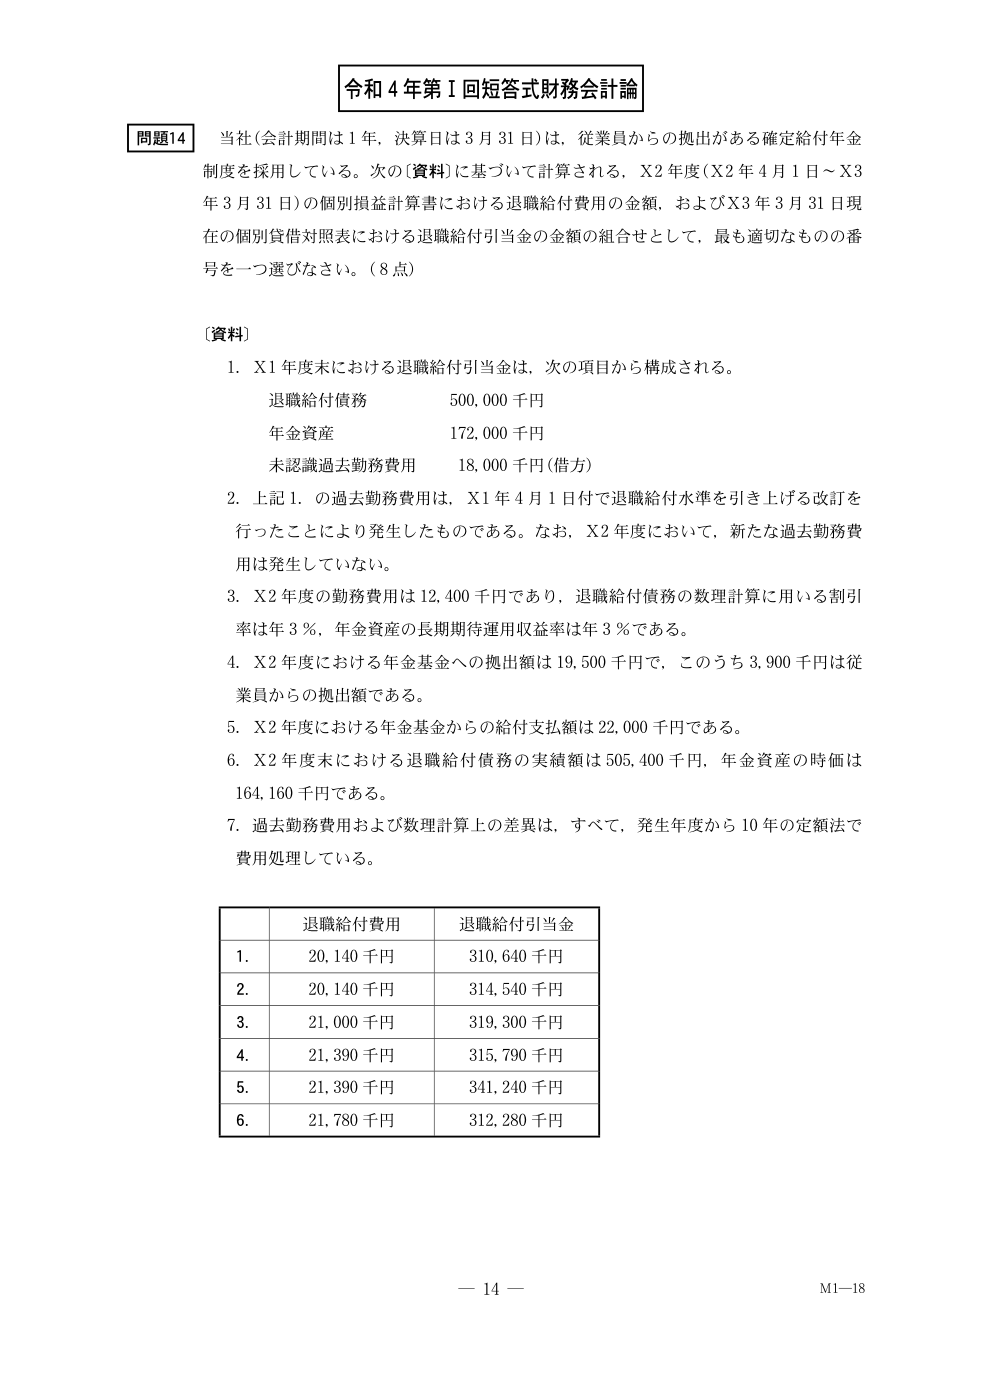 令和4年第Ⅰ回短答式財務会計論
問題14 当社(会計期間は1年，決算日は3月31日)は，従業員からの拠出がある確定給付年金
制度を採用している。次の〔資料〕に基づいて計算される，X2年度(X2年4月1日～X3
年3月31日)の個別損益計算書における退職給付費用の金額，およびX3年3月31日現
在の個別貸借対照表における退職給付引当金の金額の組合せとして，最も適切なものの番
号を一つ選びなさい。(8点)
〔資料〕
1．X1年度末における退職給付引当金は，次の項目から構成される。
退職給付債務 500,000千円
年金資産 172,000千円
未認識過去勤務費用 18,000千円(借方)
2．上記1．の過去勤務費用は，X1年4月1日付で退職給付水準を引き上げる改訂を
行ったことにより発生したものである。なお，X2年度において，新たな過去勤務費
用は発生していない。
3．X2年度の勤務費用は12,400千円であり，退職給付債務の数理計算に用いる割引
率は年3％，年金資産の長期期待運用収益率は年3％である。
4．X2年度における年金基金への拠出額は19,500千円で，このうち3,900千円は従
業員からの拠出額である。
5．X2年度における年金基金からの給付支払額は22,000千円である。
6．X2年度末における退職給付債務の実績額は505,400千円，年金資産の時価は
164,160千円である。
7．過去勤務費用および数理計算上の差異は，すべて，発生年度から10年の定額法で
費用処理している。
退職給付費用 退職給付引当金
1. 20,140千円 310,640千円
2. 20,140千円 314,540千円
3. 21,000千円 319,300千円
4. 21,390千円 315,790千円
5. 21,390千円 341,240千円
6. 21,780千円 312,280千円
— 14 — M1—18